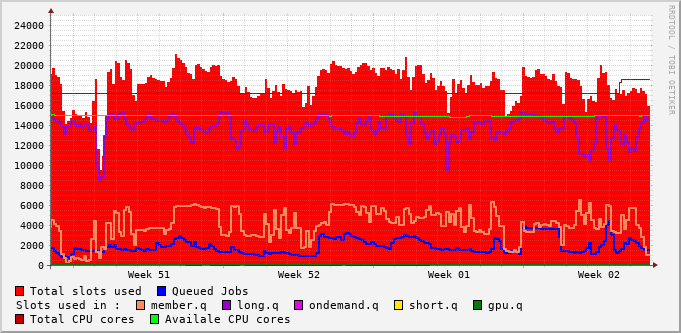 RRDTOOL / TOBI OETIKER
24000
22000
20000
18000
16000
14000
12000
10000
8000
6000
4000
2000
0
Week 51 Week 52 Week 01 Week 02
Total slots used Queued Jobs
Slots used in : member.q long.q ondemand.q short.q gpu.q
Total CPU cores Availale CPU cores